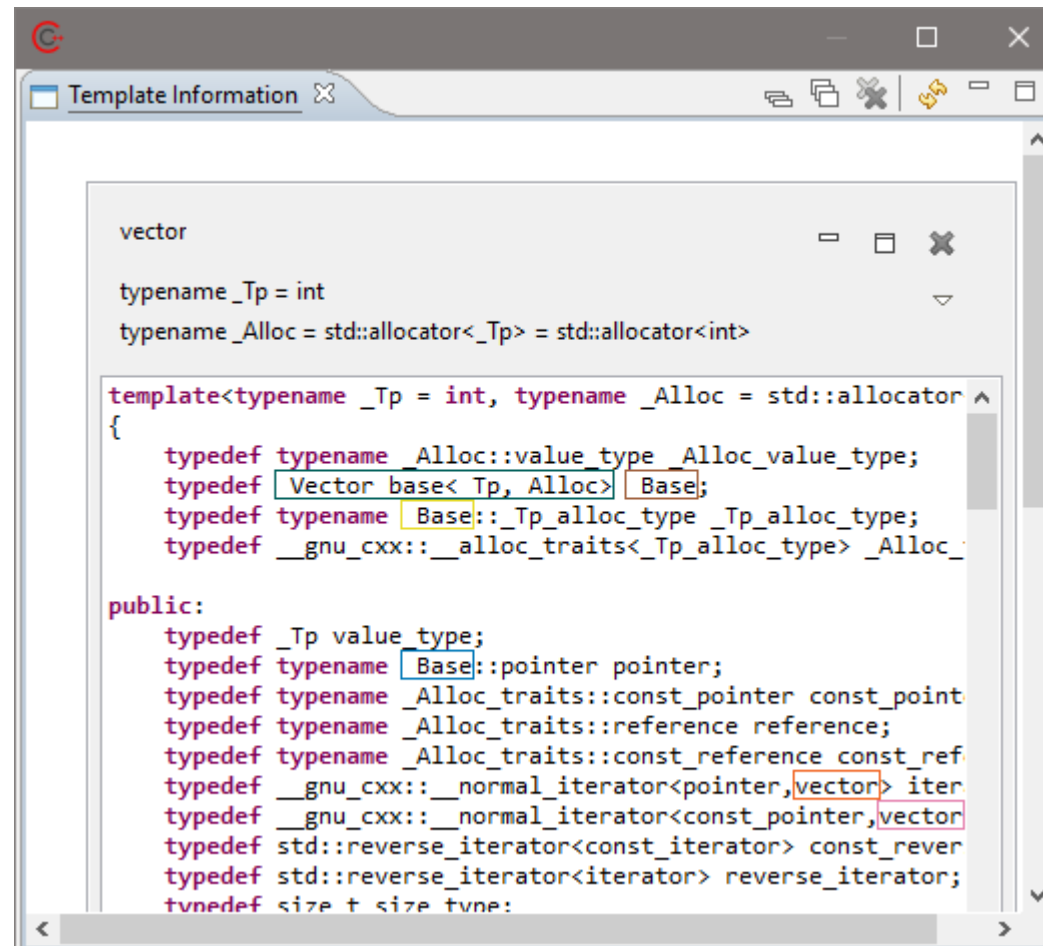 Template Information
vector
typename _Tp = int
typename _Alloc = std::allocator<_Tp> = std::allocator<int>
template<typename _Tp = int, typename _Alloc = std::allocator
{
typedef typename _Alloc::value_type _Alloc_value_type;
typedef _Vector_base<_Tp,_Alloc> _Base;
typedef typename _Base::_Tp_alloc_type _Tp_alloc_type;
typedef __gnu_cxx::__alloc_traits<_Tp_alloc_type> _Alloc_
public:
typedef _Tp value_type;
typedef typename _Base::pointer pointer;
typedef typename _Alloc_traits::const_pointer const_point
typedef typename _Alloc_traits::reference reference;
typedef typename _Alloc_traits::const_reference const_ref
typedef __gnu_cxx::__normal_iterator<pointer,vector> iter
typedef __gnu_cxx::__normal_iterator<const_pointer,vector
typedef std::reverse_iterator<const_iterator> const_rever
typedef std::reverse_iterator<iterator> reverse_iterator;
typedef size_t size_type;